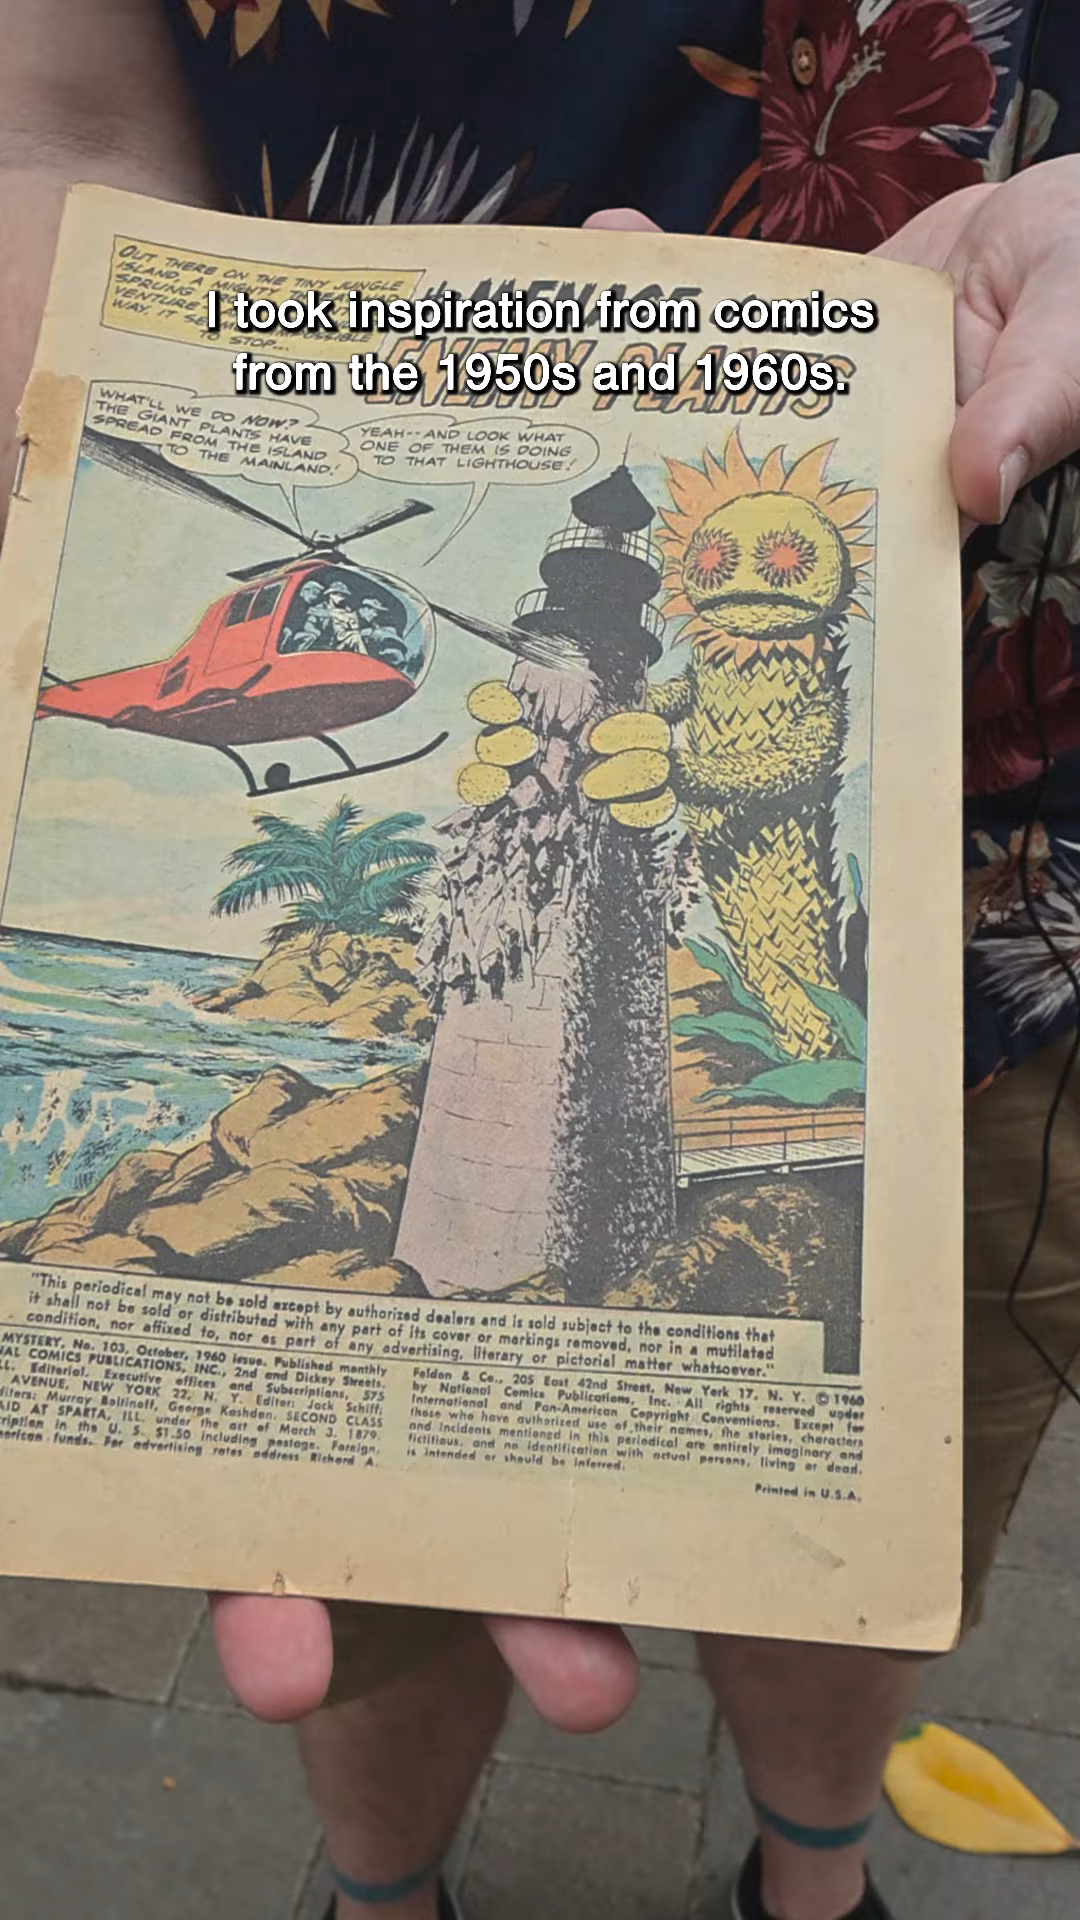 I took inspiration from comics
from the 1950s and 1960s.
OUT THERE ON THE TINY JUNGLE
ISLAND, A MIGHTY
SPRUNG
VENTURE
WAY, IT IMPOSSIBLE
TO STOP...
MENACE
ENEMY PLANTS
WHAT'LL WE DO NOW?
THE GIANT PLANTS HAVE
SPREAD FROM THE ISLAND
TO THE MAINLAND!
YEAH--AND LOOK WHAT
ONE OF THEM IS DOING
TO THAT LIGHTHOUSE!
"This periodical may not be sold except by authorized dealers and is sold subject to the conditions that
it shall not be sold or distributed with any part of its cover or markings removed, nor in a mutilated
condition, nor affixed to, nor as part of any advertising, literary or pictorial matter whatsoever."
MYSTERY, No. 103, October, 1960 issue. Published monthly
AL COMICS PUBLICATIONS, INC., 2nd and Dickey Streets,
LL. Editorial, Executive offices and Subscriptions, 575
AVENUE, NEW YORK 22, N. Y. Editor: Jack Schiff;
ditors: Murray Boltinoff, George Kashdan. SECOND CLASS
AID AT SPARTA, ILL. under the act of March 3, 1879.
ription in the U. S. $1.50 including postage. Foreign,
merican funds. For advertising rates address Richard A.
Feldon & Co., 205 East 42nd Street, New York 17, N. Y. © 1960
by National Comics Publications, Inc. All rights reserved under
International and Pan-American Copyright Conventions. Except for
those who have authorized use of their names, the stories, characters
and incidents mentioned in this periodical are entirely imaginary and
fictitious, and no identification with actual persons, living or dead,
is intended or should be inferred.
Printed in U.S.A.